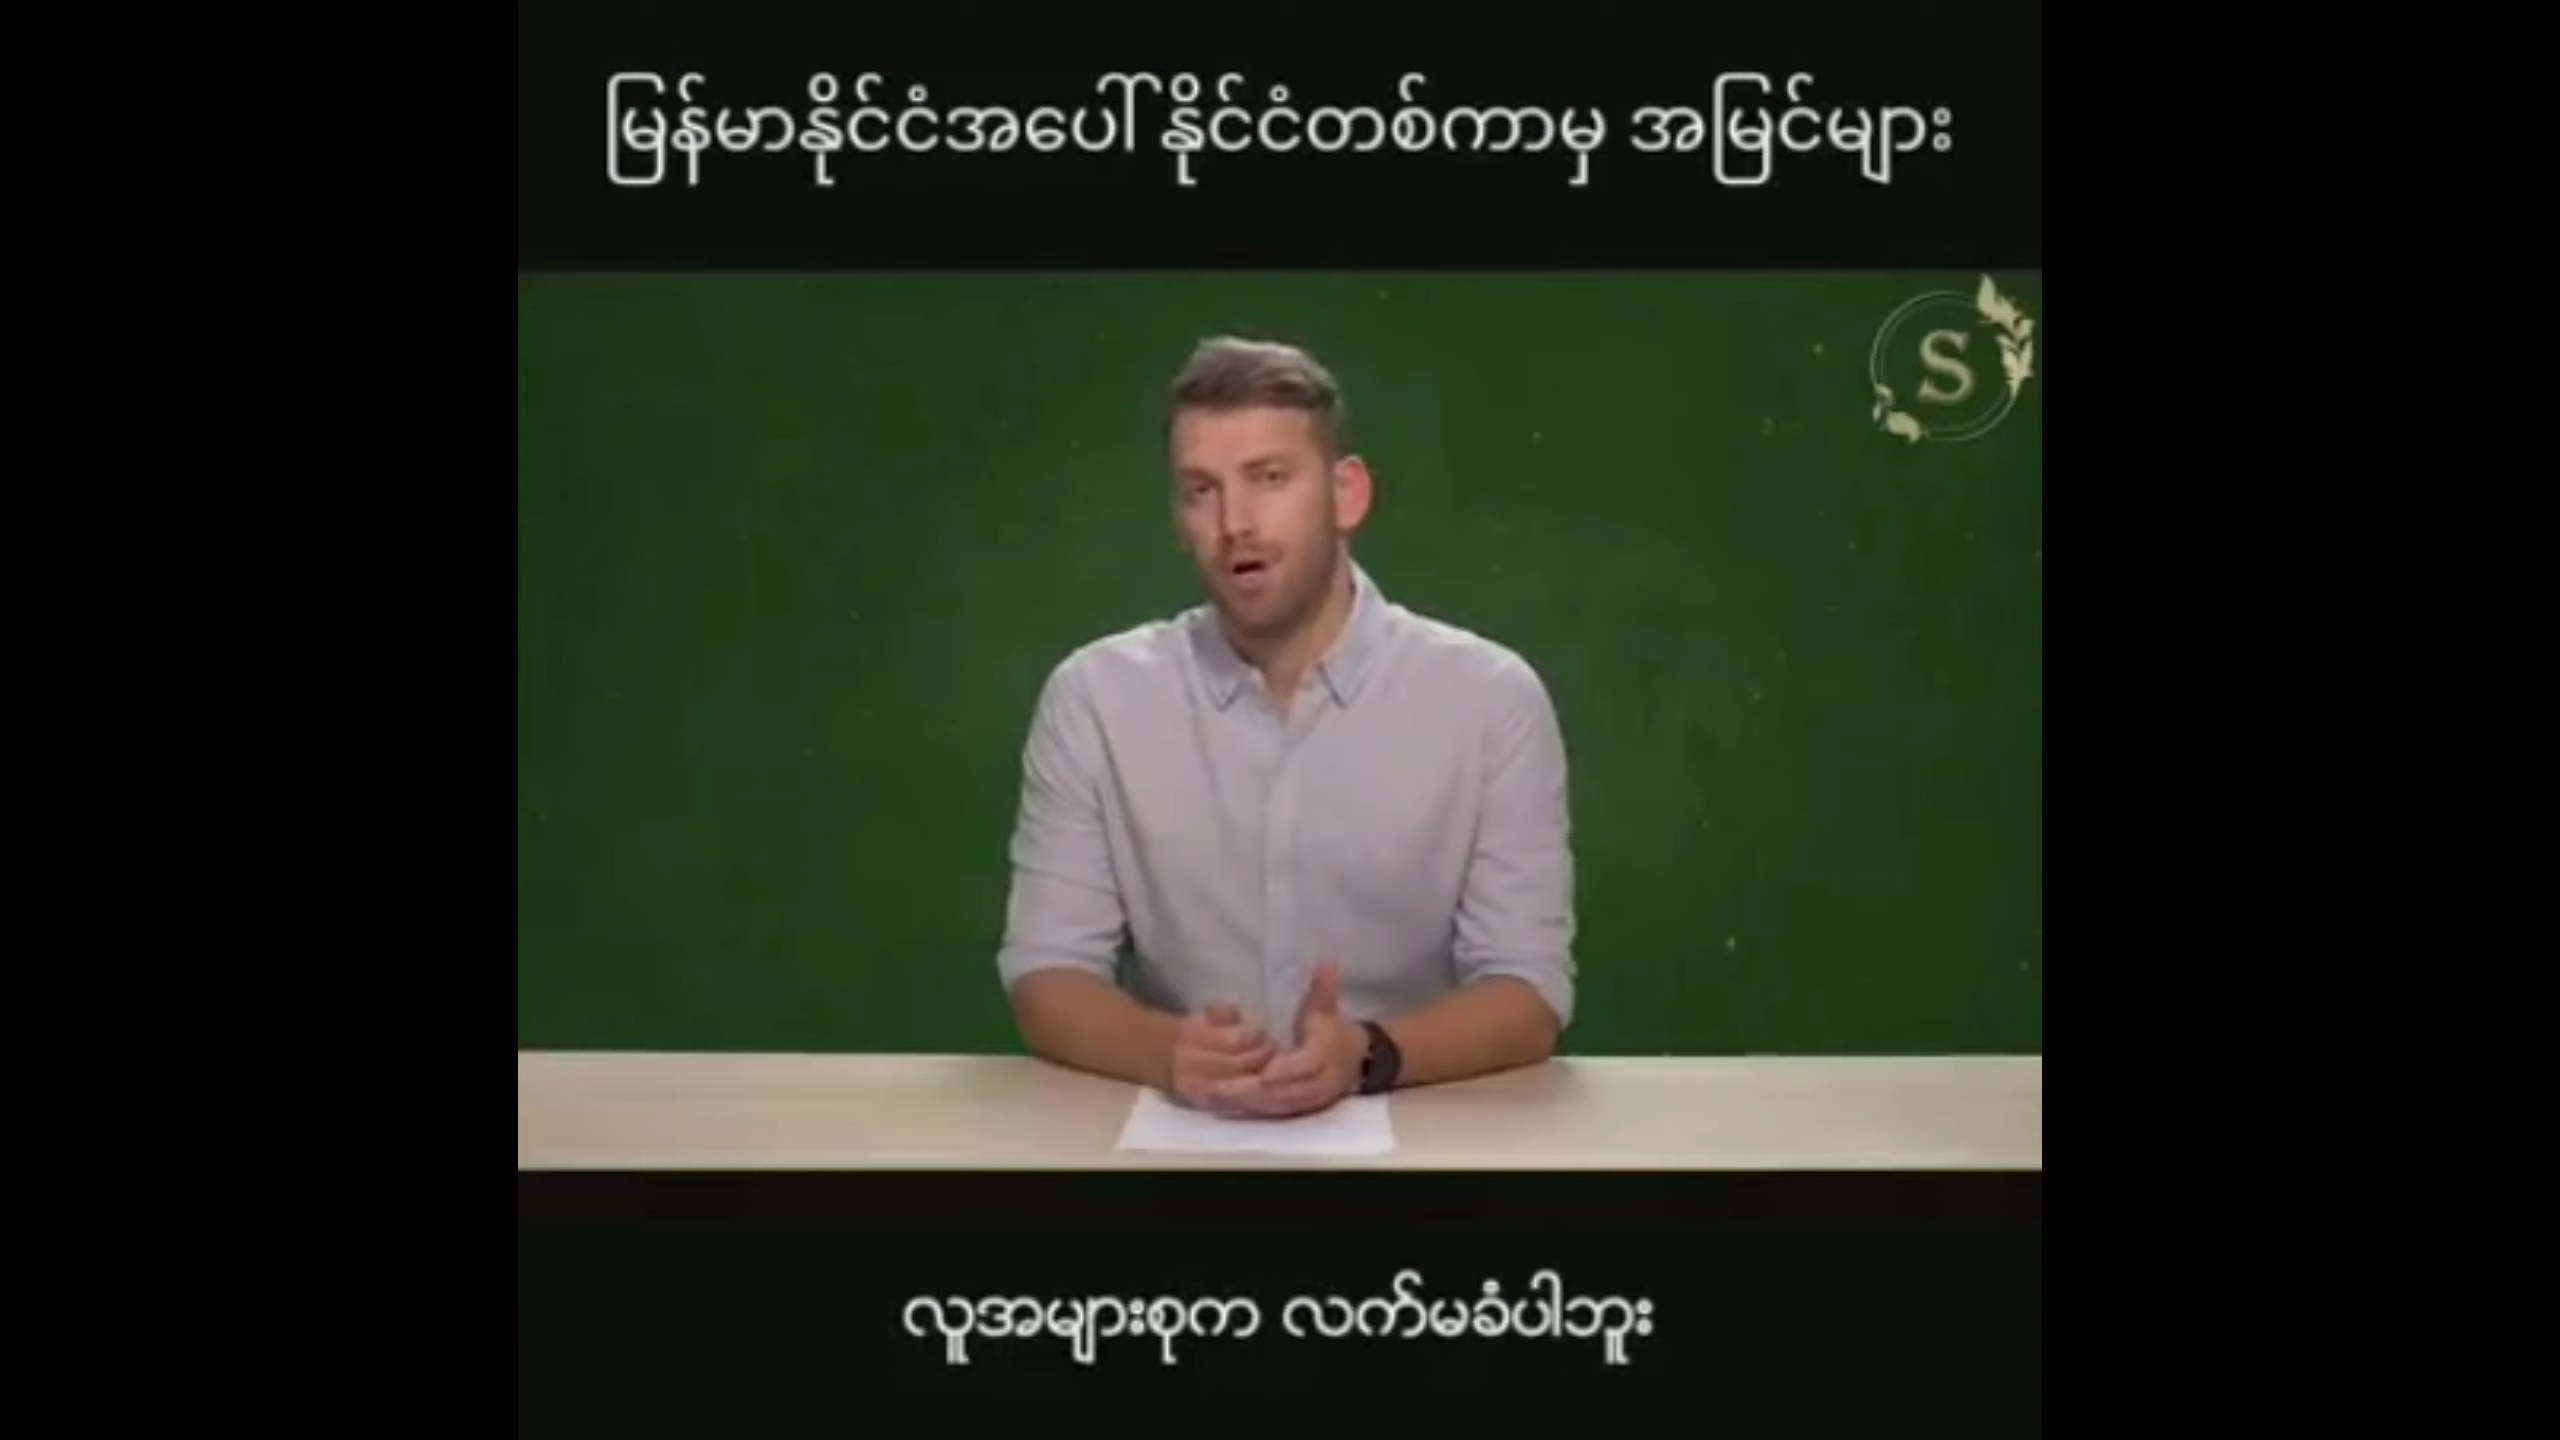 မြန်မာနိုင်ငံအပေါ် နိုင်ငံတစ်ကာမှ အမြင်များ
S
လူအများစုက လက်မခံပါဘူး